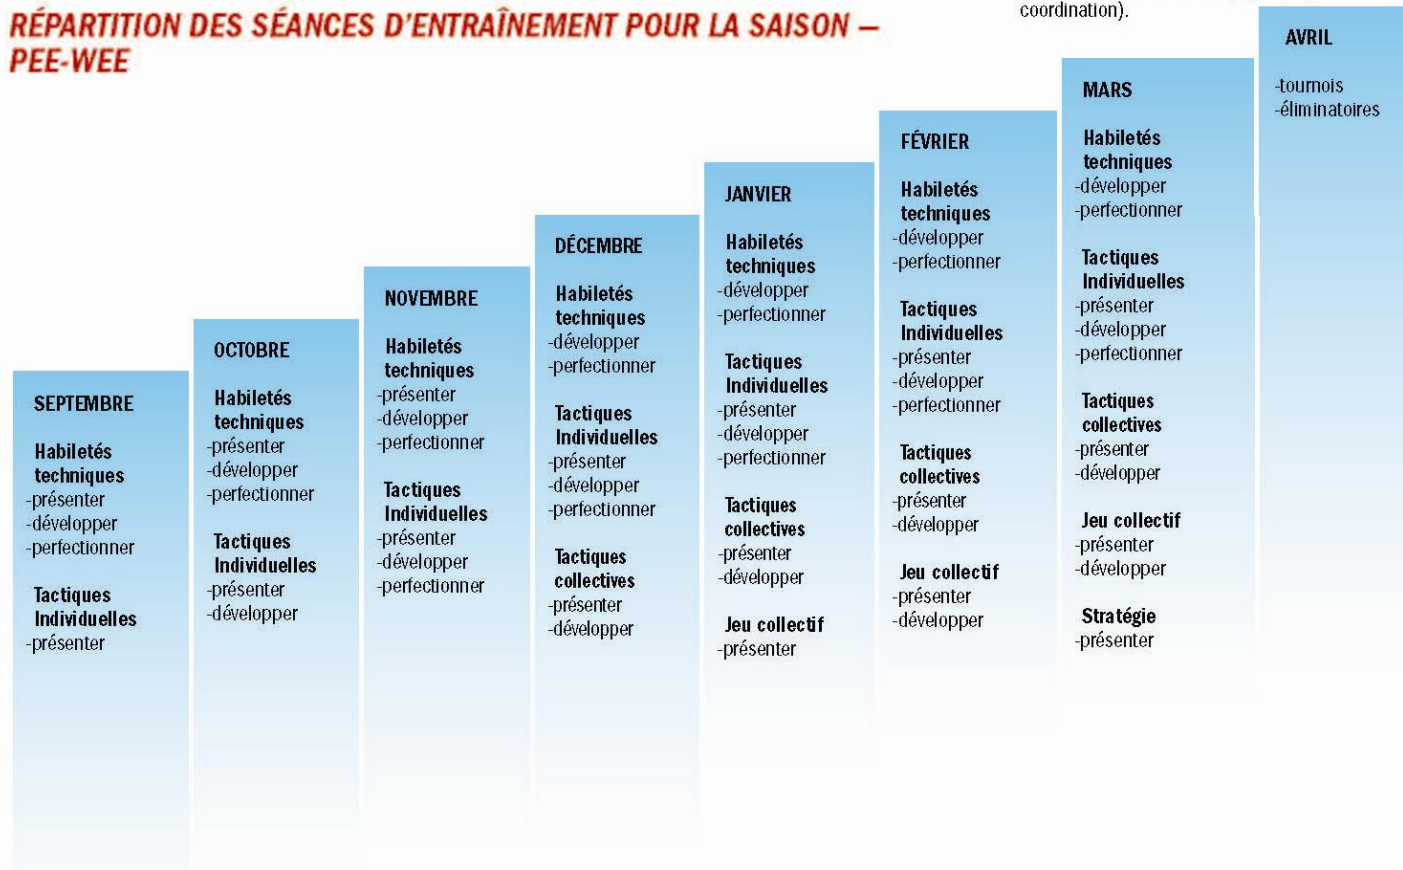 coordination).
RÉPARTITION DES SÉANCES D'ENTRAÎNEMENT POUR LA SAISON –
PEE-WEE
SEPTEMBRE
Habiletés
techniques
-présenter
-développer
-perfectionner
Tactiques
Individuelles
-présenter
OCTOBRE
Habiletés
techniques
-présenter
-développer
-perfectionner
Tactiques
Individuelles
-présenter
-développer
NOVEMBRE
Habiletés
techniques
-présenter
-développer
-perfectionner
Tactiques
Individuelles
-présenter
-développer
-perfectionner
DÉCEMBRE
Habiletés
techniques
-développer
-perfectionner
Tactiques
Individuelles
-présenter
-développer
-perfectionner
Tactiques
collectives
-présenter
-développer
JANVIER
Habiletés
techniques
-développer
-perfectionner
Tactiques
Individuelles
-présenter
-développer
-perfectionner
Tactiques
collectives
-présenter
-développer
Jeu collectif
-présenter
FÉVRIER
Habiletés
techniques
-développer
-perfectionner
Tactiques
Individuelles
-présenter
-développer
-perfectionner
Tactiques
collectives
-présenter
-développer
Jeu collectif
-présenter
-développer
MARS
Habiletés
techniques
-développer
-perfectionner
Tactiques
Individuelles
-présenter
-développer
-perfectionner
Tactiques
collectives
-présenter
-développer
Jeu collectif
-présenter
-développer
Stratégie
-présenter
AVRIL
-tournois
-éliminatoires